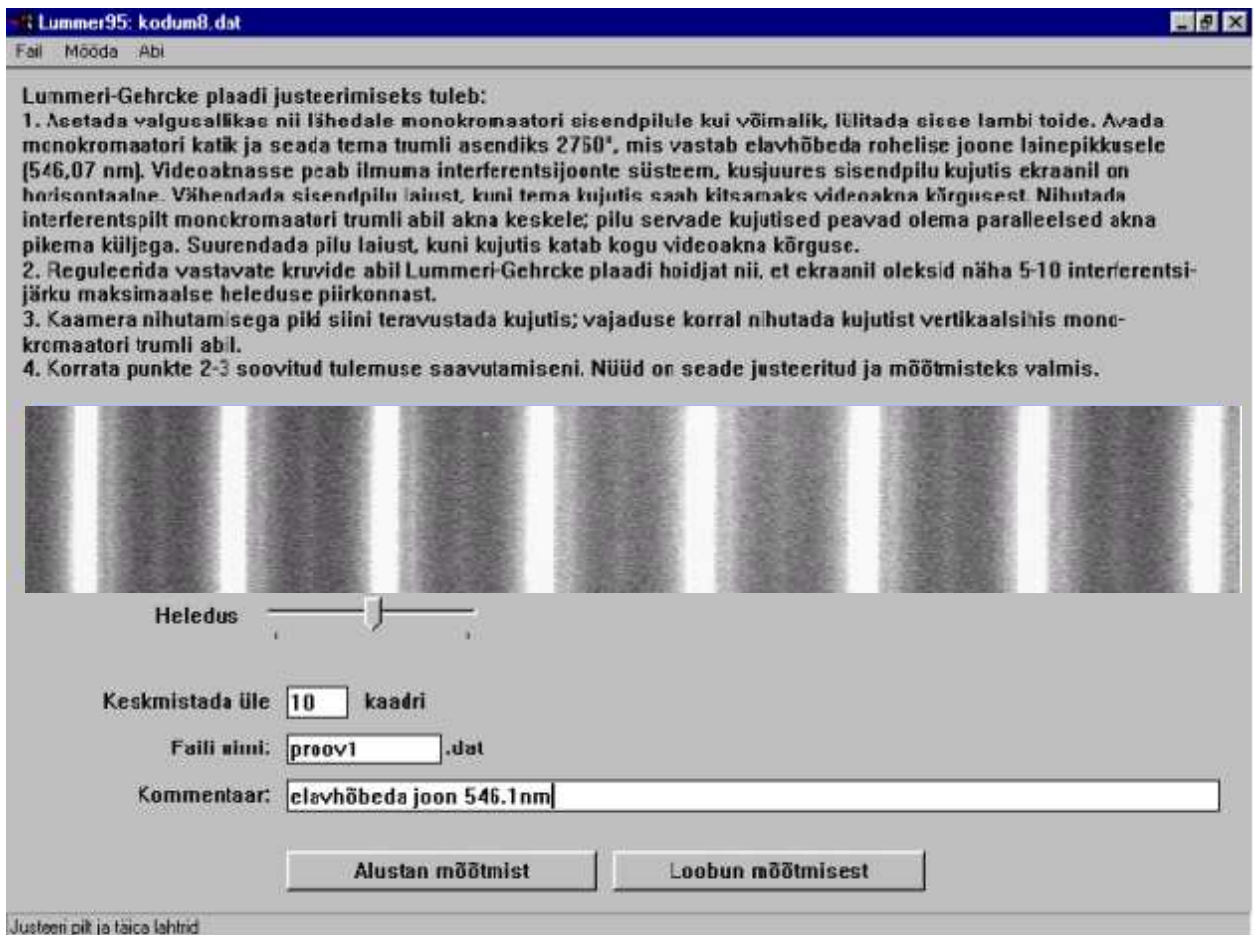 Lummer95: kodum8.dat
Fail Mõõda Abi
Lummeri-Gehrcke plaadi justeerimiseks tuleb:
1. Asetada valgusallikas nii lähedale monokromaatori sisendpilule kui võimalik, lülitada sisse lambi toide. Avada
monokromaatori katik ja seada tema trumli asendiks 2750°, mis vastab elavhõbeda rohelise joone lainepikkusele
(546,07 nm). Videoaknasse peab ilmuma interferentsijoonte süsteem, kusjuures sisendpilu kujutis ekraanil on
horisontaalne. Vähendada sisendpilu laiust, kuni tema kujutis saab kitsamaks videoakna kõrgusest. Nihutada
interferentspilt monokromaatori trumli abil akna keskele; pilu servade kujutised peavad olema paralleelsed akna
pikema küljega. Suurendada pilu laiust, kuni kujutis katab kogu videoakna kõrguse.
2. Reguleerida vastavate kruvide abil Lummeri-Gehrcke plaadi hoidjat nii, et ekraanil oleksid näha 5-10 interferentsi-
järku maksimaalse heleduse piirkonnast.
3. Kaamera nihutamisega piki siini teravustada kujutis; vajaduse korral nihutada kujutist vertikaalsihis mono-
kromaatori trumli abil.
4. Korrata punkte 2-3 soovitud tulemuse saavutamiseni. Nüüd on seade justeeritud ja mõõtmisteks valmis.
Heledus
Keskmistada üle 10 kaadri
Faili nimi: proov1 .dat
Kommentaar: elavhõbeda joon 546.1nm
Alustan mõõtmist Loobun mõõtmisest
Justeeri pilt ja täida lahtrid